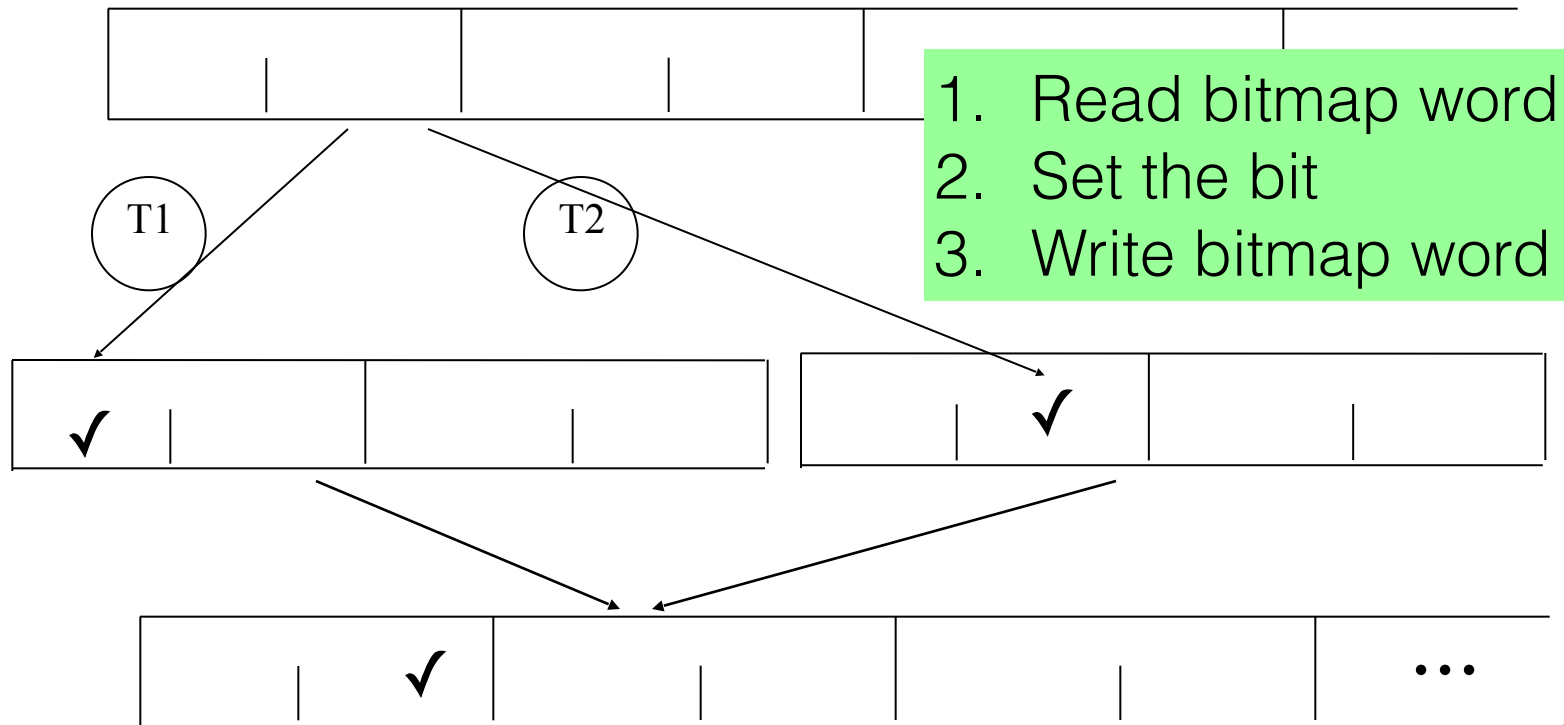 1. Read bitmap word
2. Set the bit
3. Write bitmap word
T1
T2
✓
✓
✓
•••